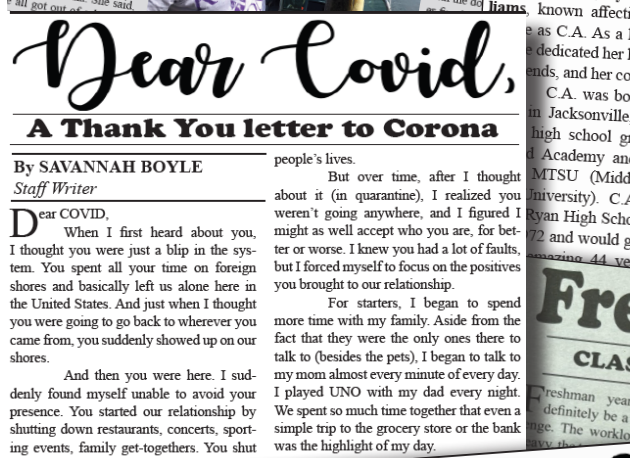 all got out of
She said,
Dear Covid,
A Thank You letter to Corona
By SAVANNAH BOYLE
Staff Writer
Dear COVID,
When I first heard about you,
I thought you were just a blip in the sys-
tem. You spent all your time on foreign
shores and basically left us alone here in
the United States. And just when I thought
you were going to go back to wherever you
came from, you suddenly showed up on our
shores.
And then you were here. I sud-
denly found myself unable to avoid your
presence. You started our relationship by
shutting down restaurants, concerts, sport-
ing events, family get-togethers. You shut
people's lives.
But over time, after I thought
about it (in quarantine), I realized you
weren't going anywhere, and I figured I
might as well accept who you are, for bet-
ter or worse. I knew you had a lot of faults,
but I forced myself to focus on the positives
you brought to our relationship.
For starters, I began to spend
more time with my family. Aside from the
fact that they were the only ones there to
talk to (besides the pets), I began to talk to
my mom almost every minute of every day.
I played UNO with my dad every night.
We spent so much time together that even a
simple trip to the grocery store or the bank
was the highlight of my day.
liams, known affecti
as C.A. As a
dedicated her
ends, and her co
C.A. was bo
in Jacksonville
high school gr
Academy and
MTSU (Midd
University). C.A
Ryan High Scho
72 and would g
amazing 44 ye
Fre
CLAS
Freshman year
definitely be a
nge. The worklo